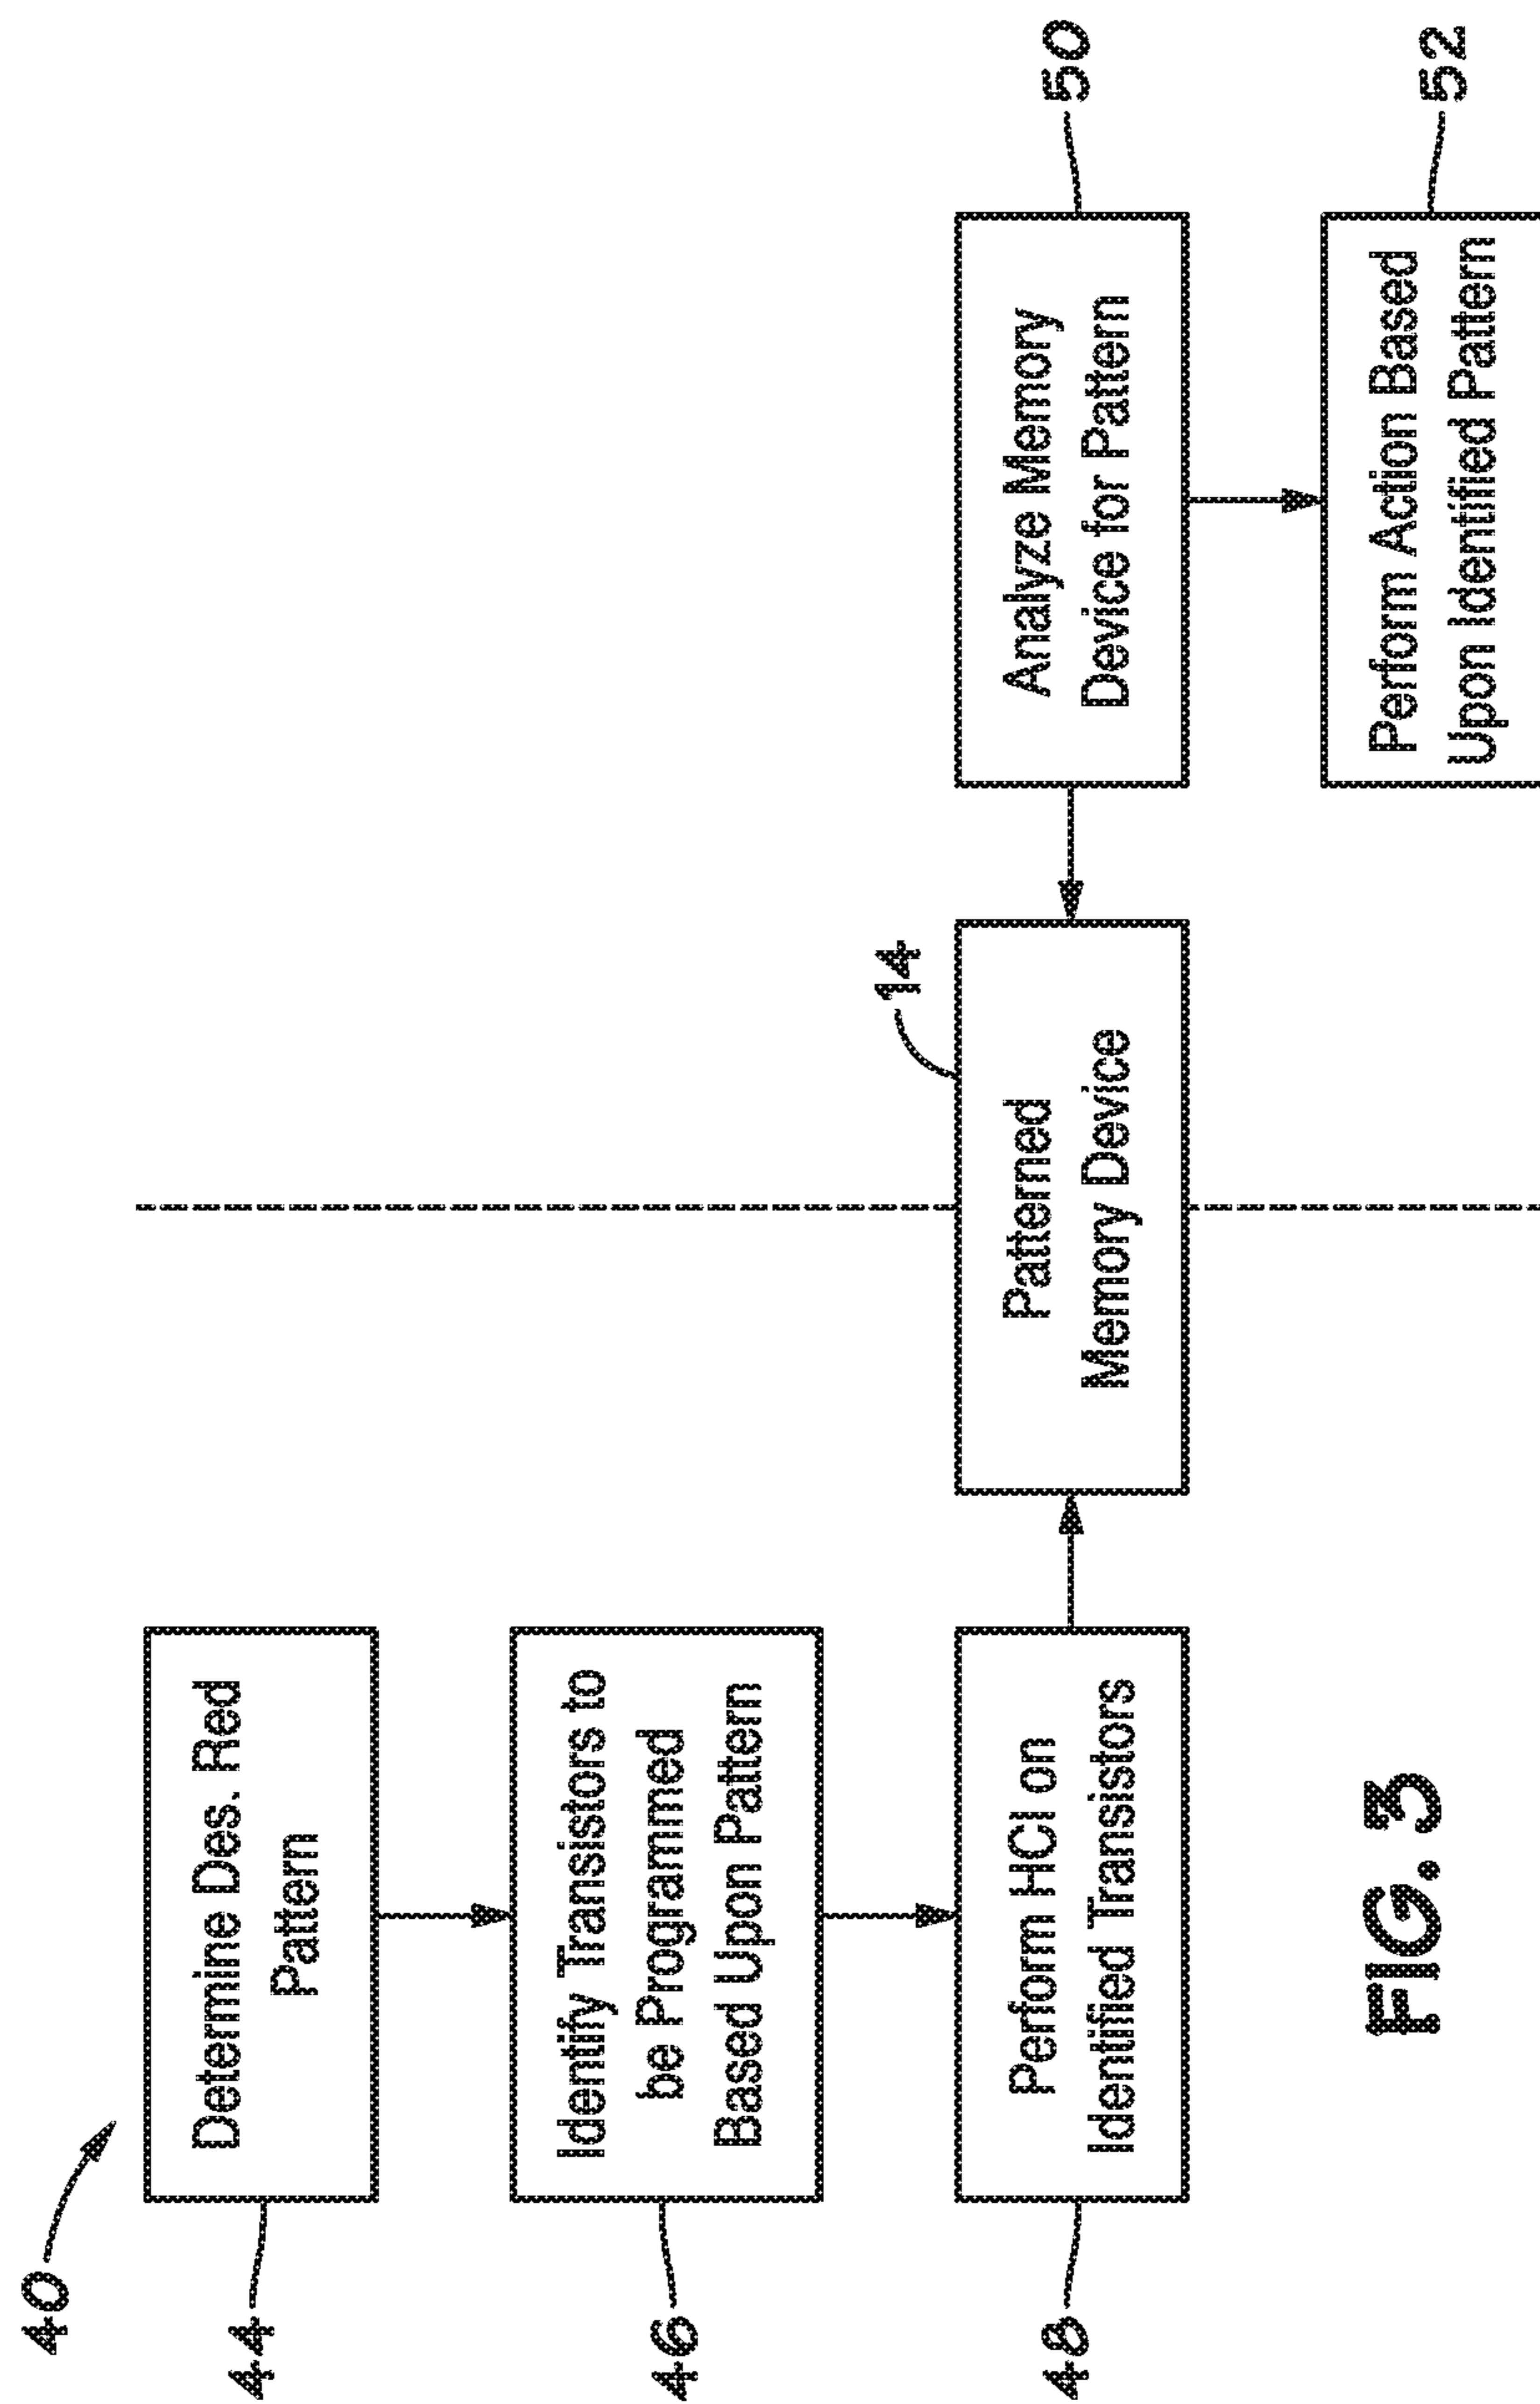 40
44
Determine Des. Red
Pattern
46
Identify Transistors to
be Programmed
Based Upon Pattern
48
Perform HCI on
Identified Transistors
14
Patterned
Memory Device
Analyze Memory
Device for Pattern
50
Perform Action Based
Upon Identified Pattern
52
FIG. 3